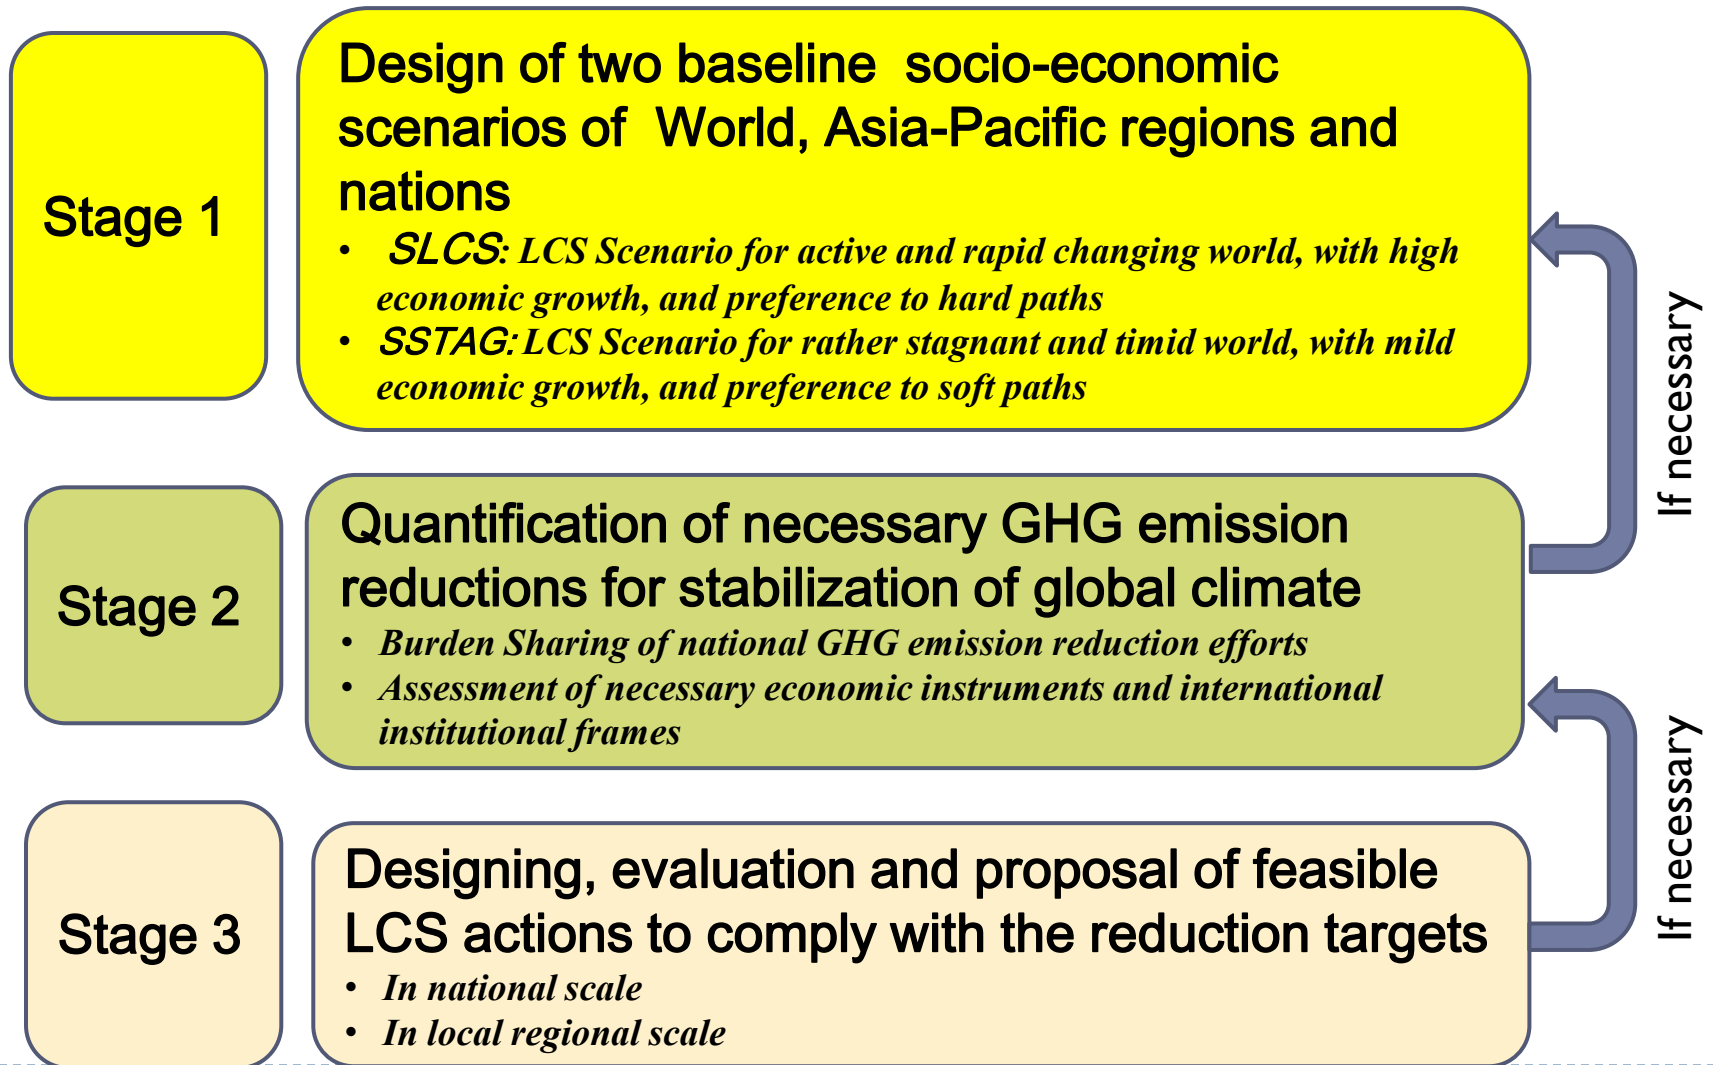 Stage 1
Design of two baseline  socio-economic
scenarios of  World, Asia-Pacific regions and
nations
•  SLCS: LCS Scenario for active and rapid changing world, with high
economic growth, and preference to hard paths
• SSTAG: LCS Scenario for rather stagnant and timid world, with mild
economic growth, and preference to soft paths
If necessary
Stage 2
Quantification of necessary GHG emission
reductions for stabilization of global climate
• Burden Sharing of national GHG emission reduction efforts
• Assessment of necessary economic instruments and international
institutional frames
If necessary
Stage 3
Designing, evaluation and proposal of feasible
LCS actions to comply with the reduction targets
• In national scale
• In local regional scale